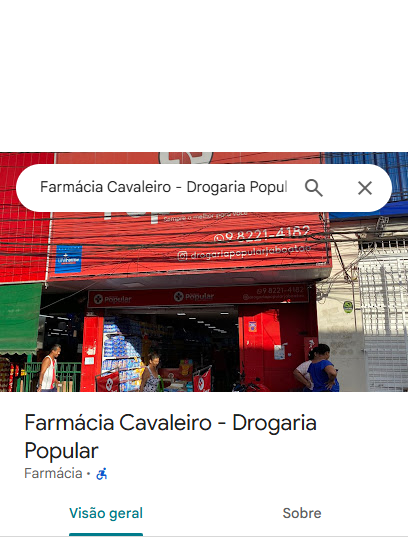 Farmácia Cavaleiro - Drogaria Popul
sempre o melhor para você
9.8221-4182
Popular
Popular
9 8221-4182
Farmácia Cavaleiro - Drogaria
Popular
Farmácia ·
Visão geral
Sobre